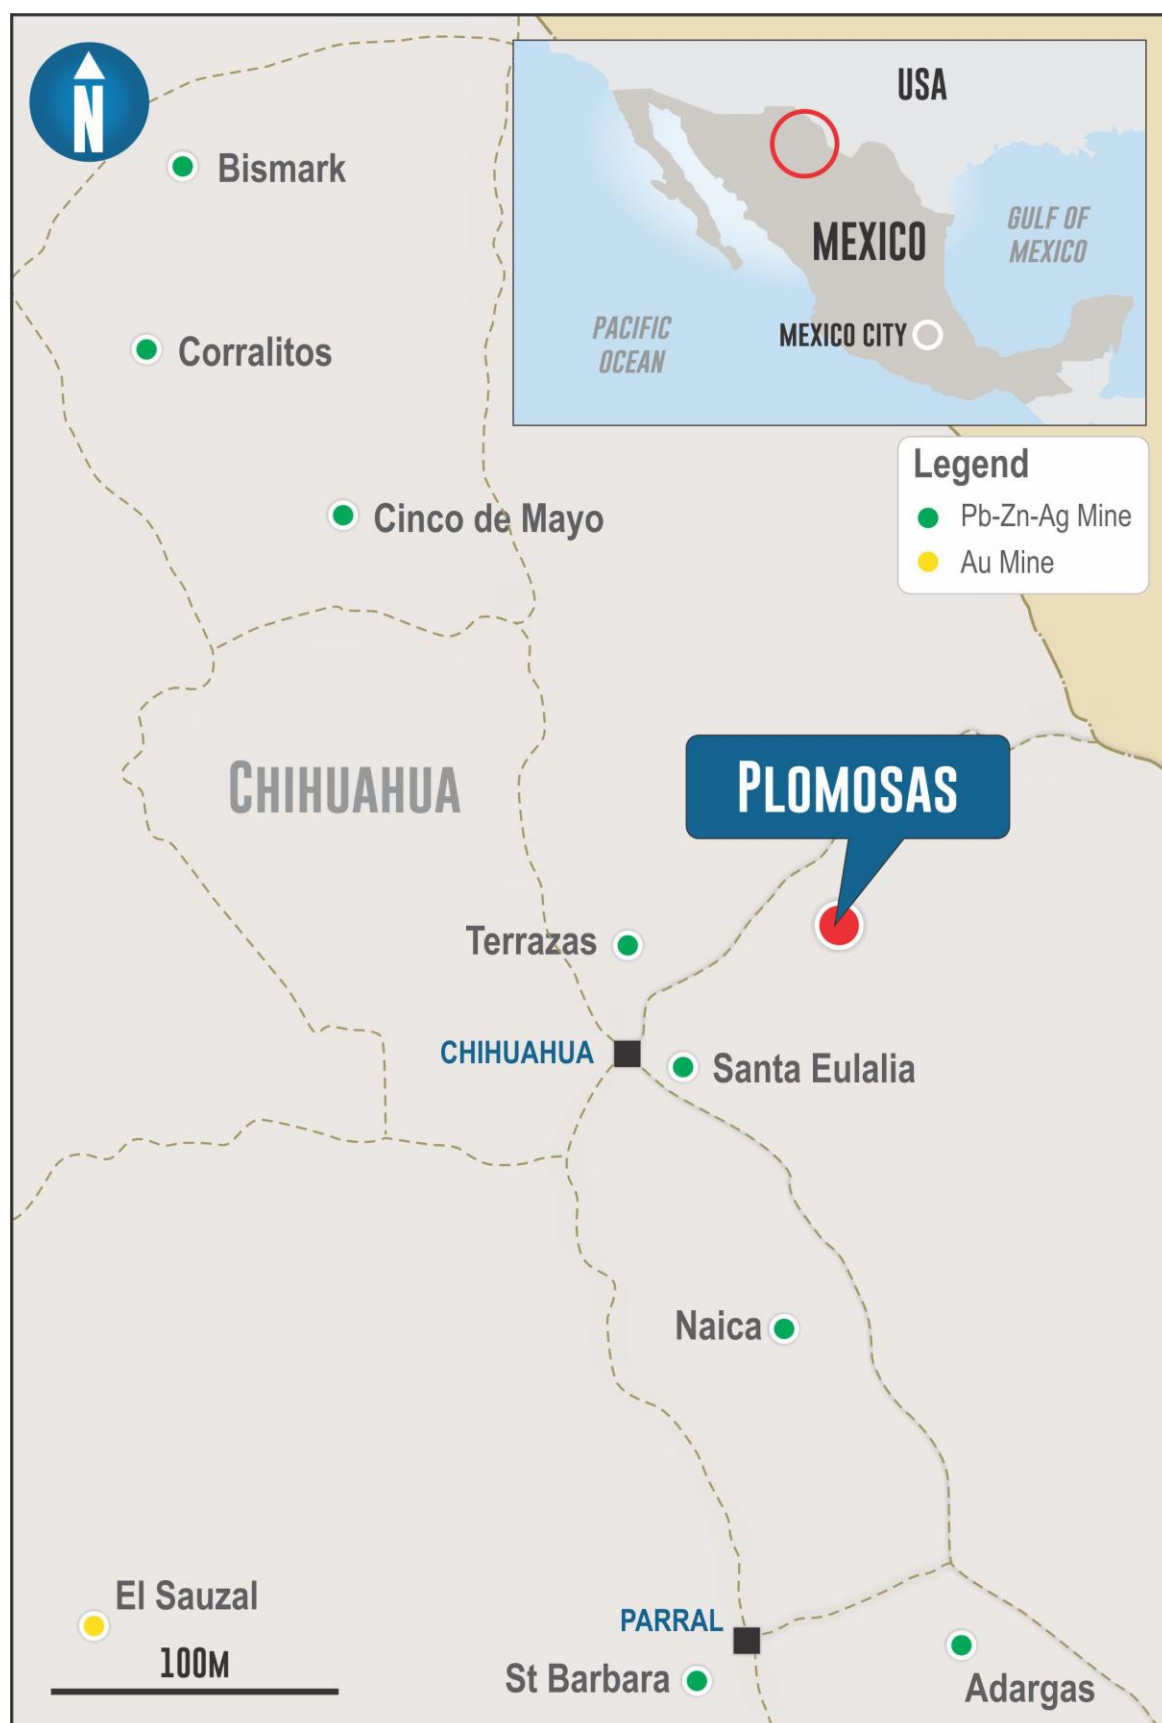 N
Bismark
USA
MEXICO
GULF OF
MEXICO
PACIFIC
OCEAN
MEXICO CITY
Corralitos
Legend
Pb-Zn-Ag Mine
Au Mine
Cinco de Mayo
CHIHUAHUA
PLOMOSAS
Terrazas
CHIHUAHUA
Santa Eulalia
Naica
El Sauzal
100M
PARRAL
St Barbara
Adargas